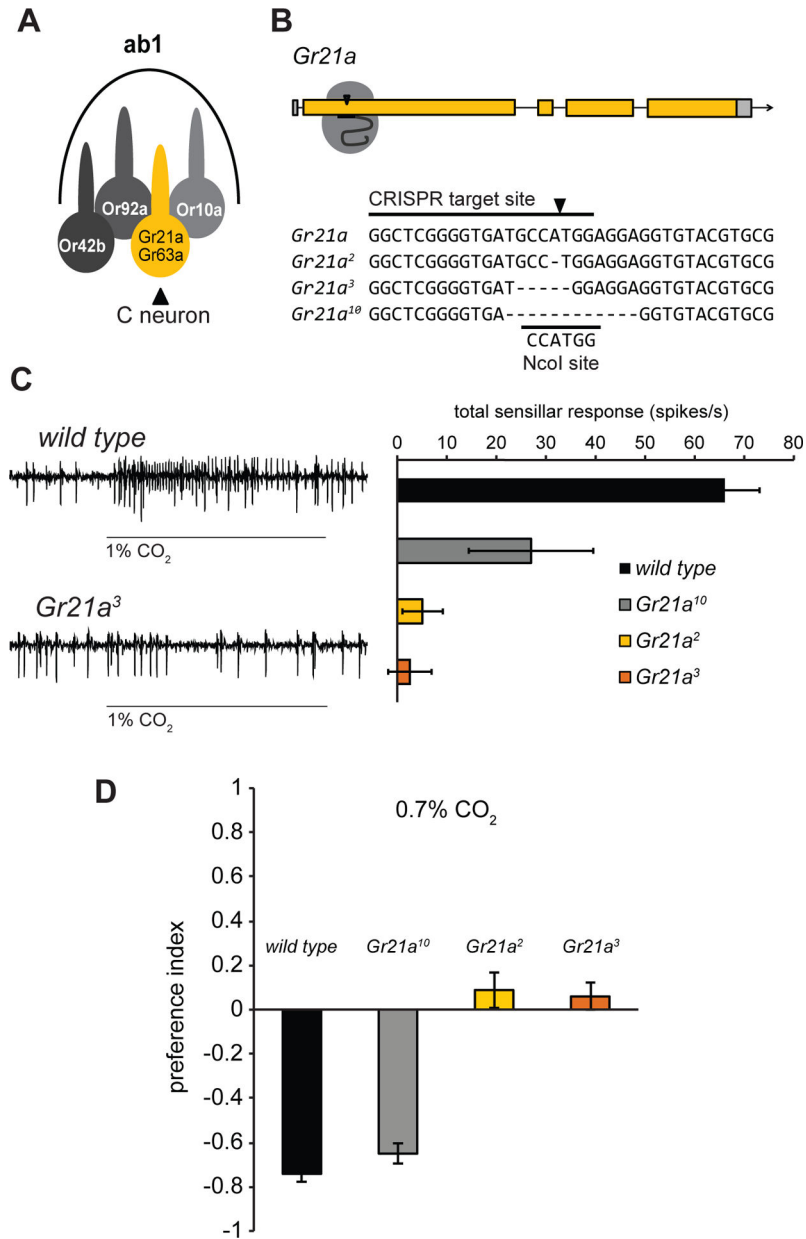 A
ab1
Or42b
Or92a
Gr21a
Gr63a
Or10a
C neuron
B
Gr21a
CRISPR target site
Gr21a GGCTCGGGGTGATGCCATGGAGGAGGTGTACGTGCG
Gr21a² GGCTCGGGGTGATGCC-TGGAGGAGGTGTACGTGCG
Gr21a³ GGCTCGGGGTGAT-----GGAGGAGGTGTACGTGCG
Gr21a¹⁰ GGCTCGGGGTGA------------GGTGTACGTGCG
CCATGG
NcoI site
C
wild type
1% CO₂
Gr21a³
1% CO₂
total sensillar response (spikes/s)
0 10 20 30 40 50 60 70 80
wild type
Gr21a¹⁰
Gr21a²
Gr21a³
D
0.7% CO₂
preference index
1
0.8
0.6
0.4
0.2
0
-0.2
-0.4
-0.6
-0.8
-1
wild type Gr21a¹⁰ Gr21a² Gr21a³